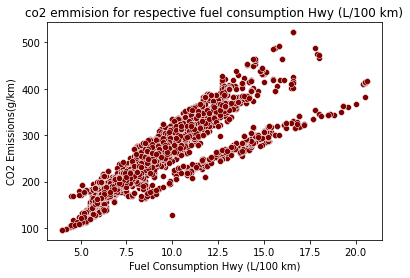 co2 emmision for respective fuel consumption Hwy (L/100 km)
CO2 Emissions(g/km)
500
400
300
200
100
5.0 7.5 10.0 12.5 15.0 17.5 20.0
Fuel Consumption Hwy (L/100 km)